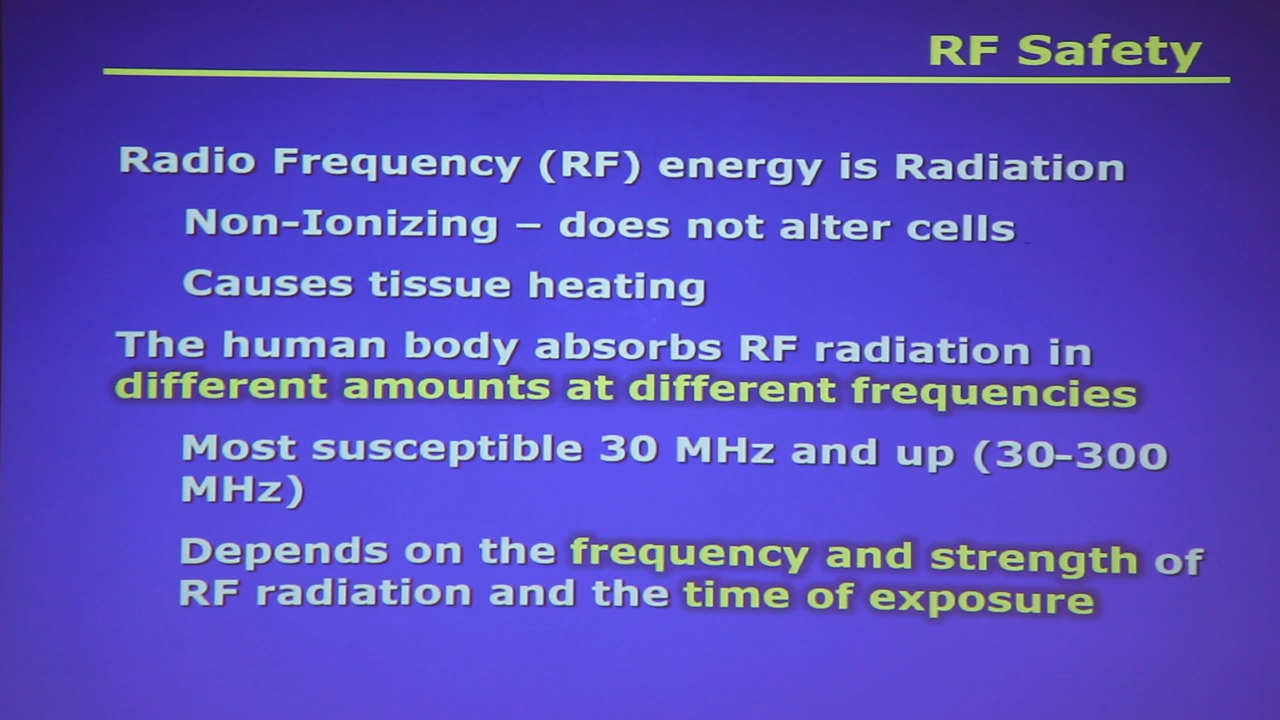 RF Safety
Radio Frequency (RF) energy is Radiation
Non-Ionizing – does not alter cells
Causes tissue heating
The human body absorbs RF radiation in
different amounts at different frequencies
Most susceptible 30 MHz and up (30–300
MHz)
Depends on the frequency and strength of
RF radiation and the time of exposure